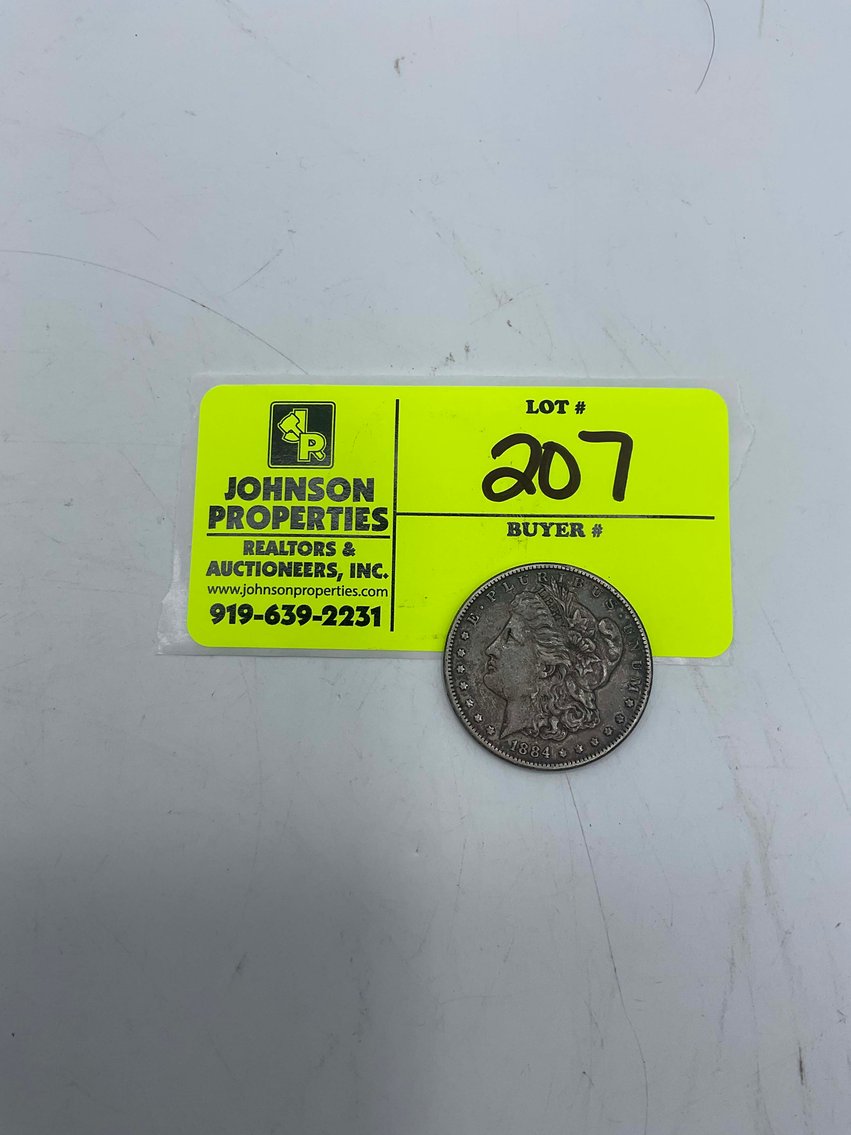 JR
JOHNSON
PROPERTIES
REALTORS &
AUCTIONEERS, INC.
www.johnsonproperties.com
919-639-2231
LOT #
207
BUYER #
E·PLURIBUS·UNUM
1884